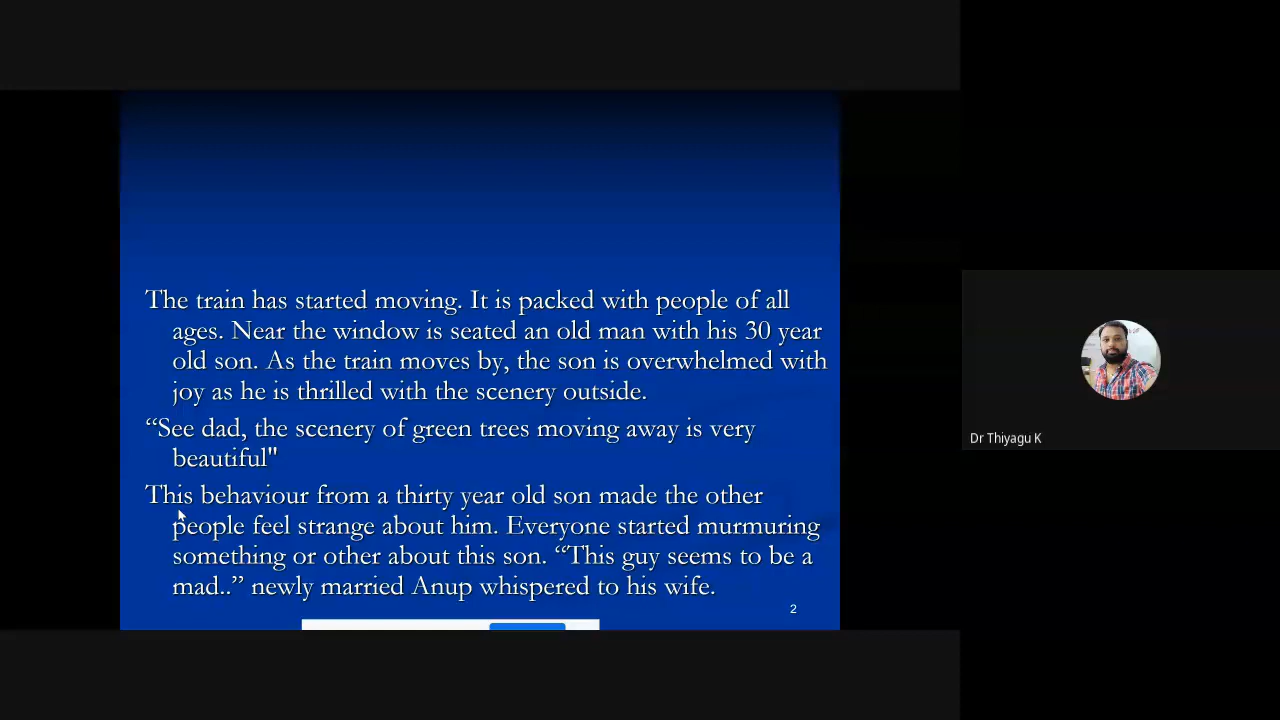 The train has started moving. It is packed with people of all
ages. Near the window is seated an old man with his 30 year
old son. As the train moves by, the son is overwhelmed with
joy as he is thrilled with the scenery outside.
“See dad, the scenery of green trees moving away is very
beautiful"
This behaviour from a thirty year old son made the other
people feel strange about him. Everyone started murmuring
something or other about this son. “This guy seems to be a
mad..” newly married Anup whispered to his wife.
2
Dr Thiyagu K